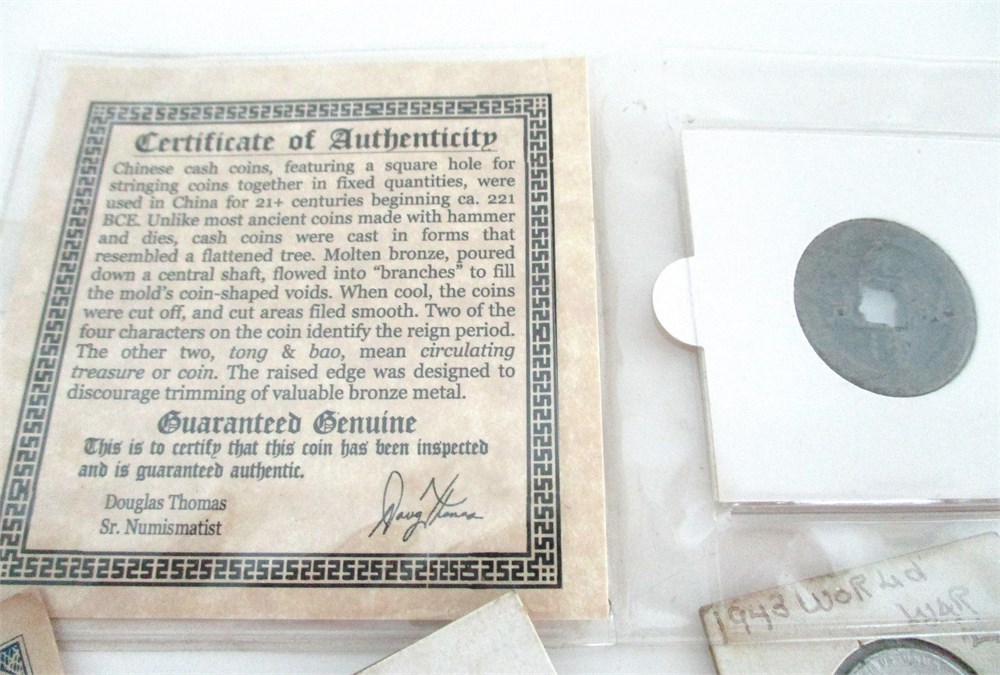 Certificate of Authenticity
Chinese cash coins, featuring a square hole for
stringing coins together in fixed quantities, were
used in China for 21+ centuries beginning ca. 221
BCE. Unlike most ancient coins made with hammer
and dies, cash coins were cast in forms that
resembled a flattened tree. Molten bronze, poured
down a central shaft, flowed into “branches” to fill
the mold’s coin-shaped voids. When cool, the coins
were cut off, and cut areas filed smooth. Two of the
four characters on the coin identify the reign period.
The other two, tong & bao, mean circulating
treasure or coin. The raised edge was designed to
discourage trimming of valuable bronze metal.
Guaranteed Genuine
This is to certify that this coin has been inspected
and is guaranteed authentic.
Douglas Thomas
Sr. Numismatist
Doug Thomas
1943 WORLd
WAR